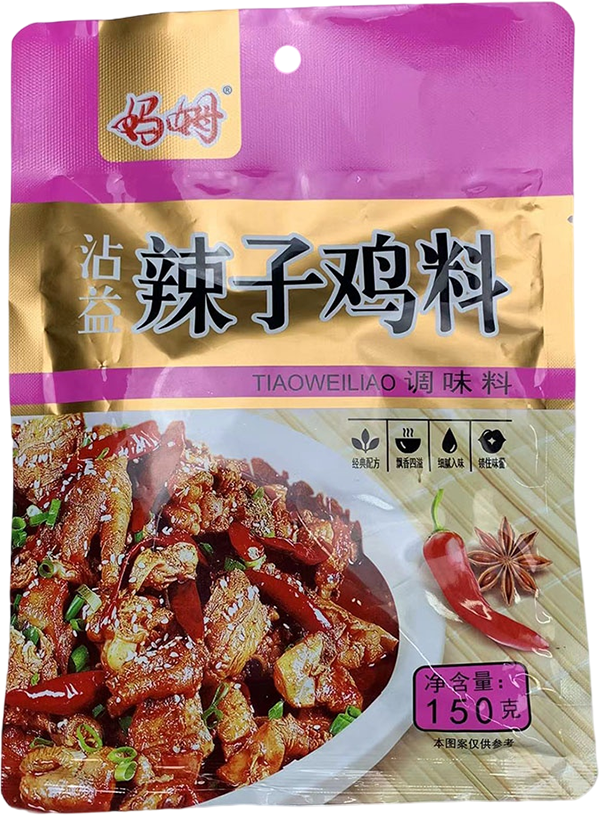 妈姆®
沾益
辣子鸡料
TIAOWEILIAO 调味料
经典配方 飘香四溢 细腻入味 锁住味蕾
净含量:
150克
本图案仅供参考